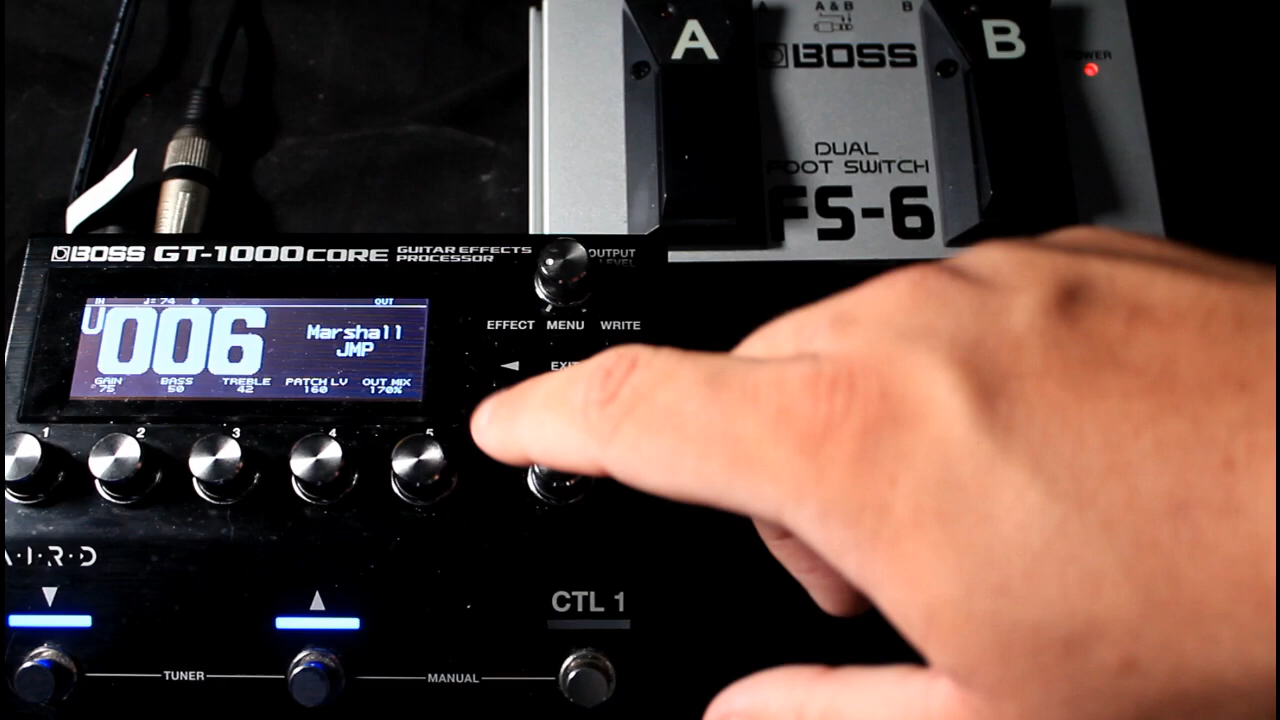 A
A A & B B
B
BOSS
POWER
DUAL
FOOT SWITCH
FS-6
BOSS GT-1000CORE GUITAR EFFECTS
PROCESSOR
OUTPUT
LEVEL
IN ♩= 74 OUT
U006
Marshall
JMP
GAIN BASS TREBLE PATCH LV OUT MIX
75 50 42 160 170%
EFFECT MENU WRITE
◄ EXIT
1 2 3 4 5
A·I·R·D
▼ ▲
CTL 1
TUNER MANUAL